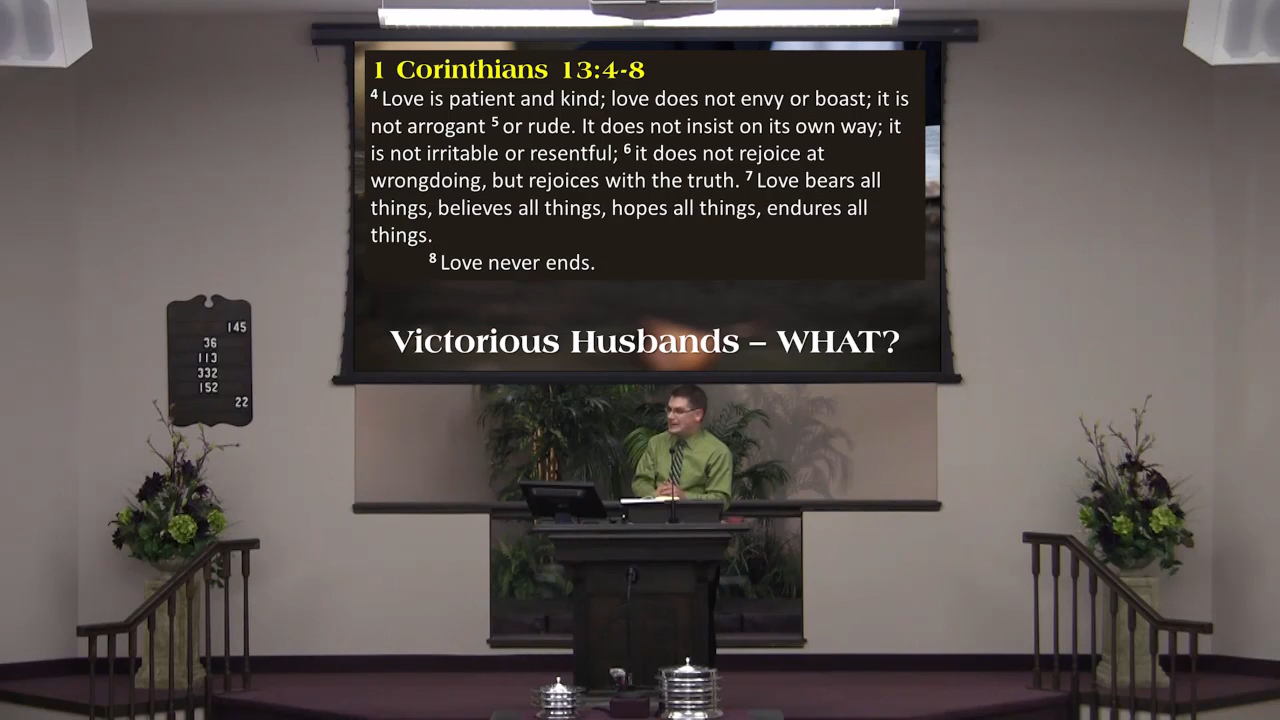 1 Corinthians 13:4-8
4 Love is patient and kind; love does not envy or boast; it is
not arrogant 5 or rude. It does not insist on its own way; it
is not irritable or resentful; 6 it does not rejoice at
wrongdoing, but rejoices with the truth. 7 Love bears all
things, believes all things, hopes all things, endures all
things.
8 Love never ends.
Victorious Husbands – WHAT?
145
36
113
332
152
22